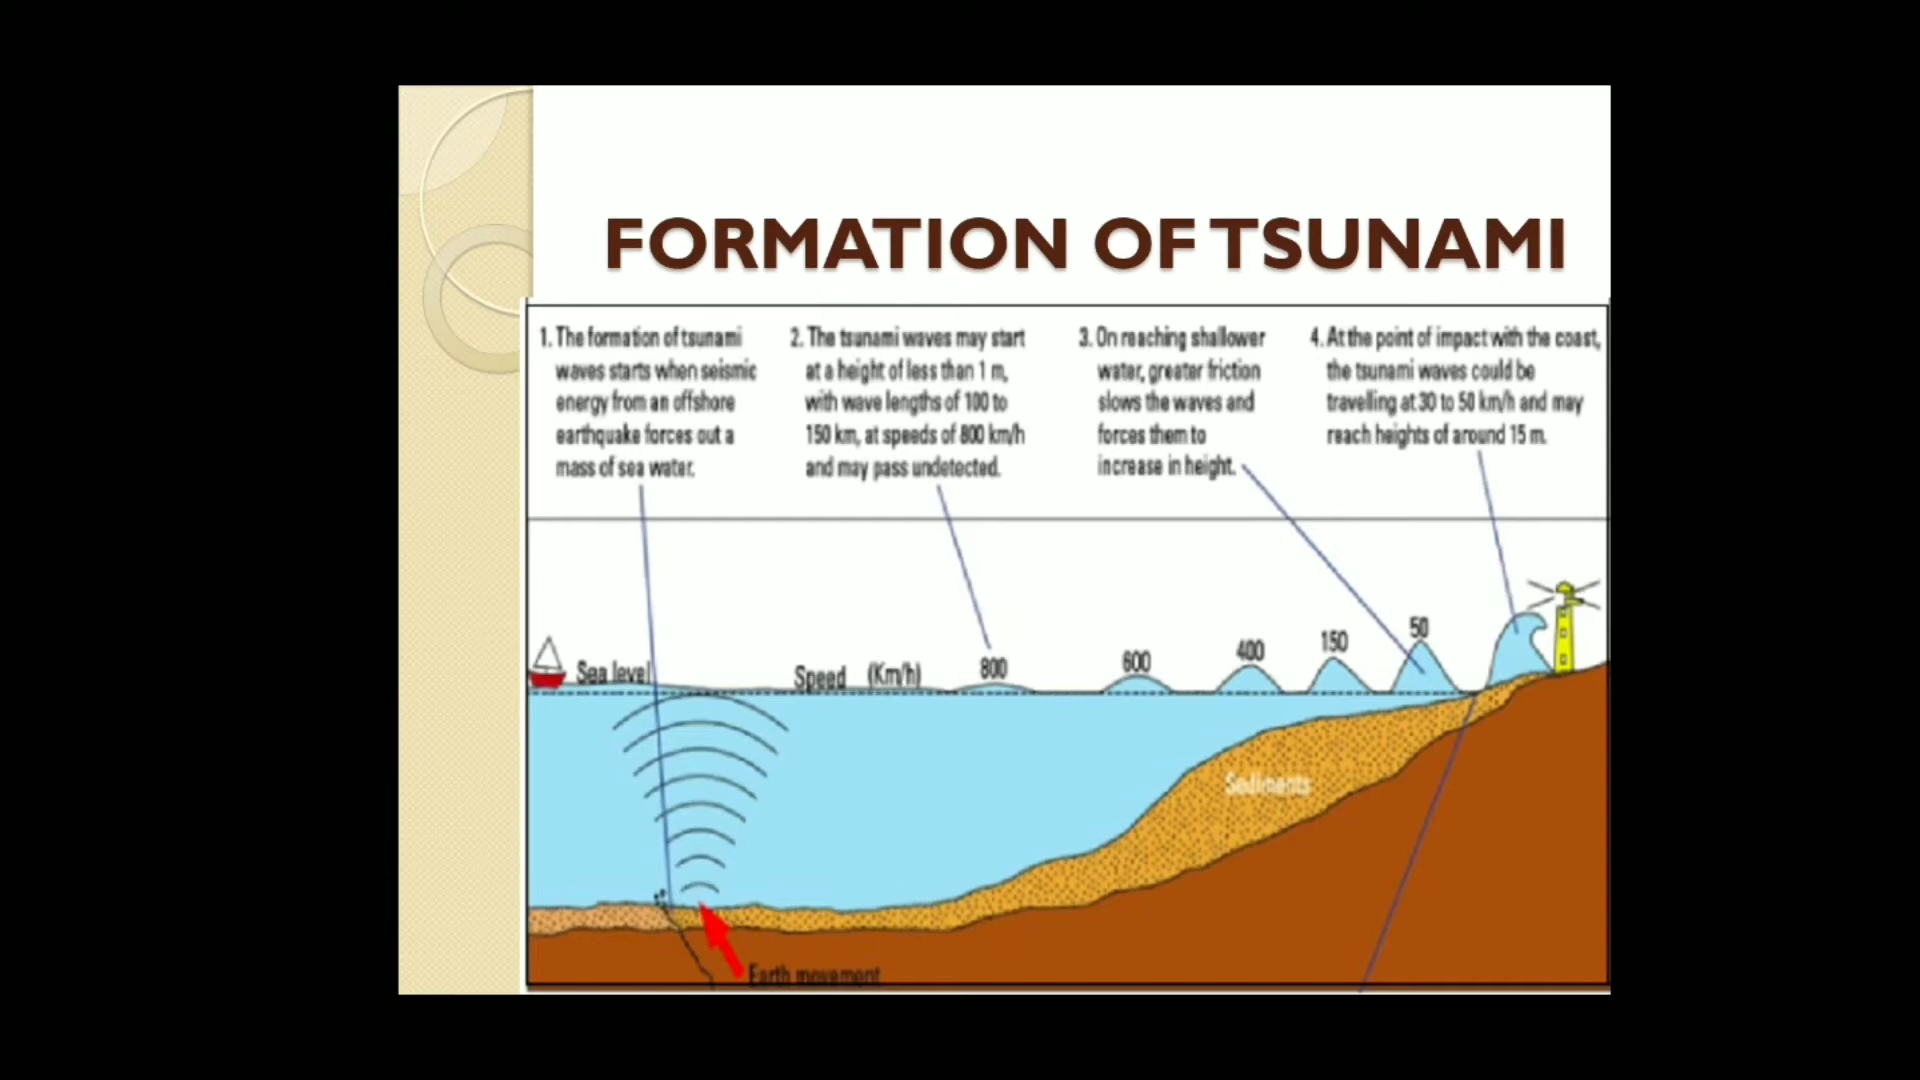 FORMATION OF TSUNAMI
1. The formation of tsunami
waves starts when seismic
energy from an offshore
earthquake forces out a
mass of sea water.
2. The tsunami waves may start
at a height of less than 1 m,
with wave lengths of 100 to
150 km, at speeds of 800 km/h
and may pass undetected.
3. On reaching shallower
water, greater friction
slows the waves and
forces them to
increase in height.
4. At the point of impact with the coast,
the tsunami waves could be
travelling at 30 to 50 km/h and may
reach heights of around 15 m.
Sea level
Speed (Km/h)
800
600
400
150
50
Sediments
Earth movement